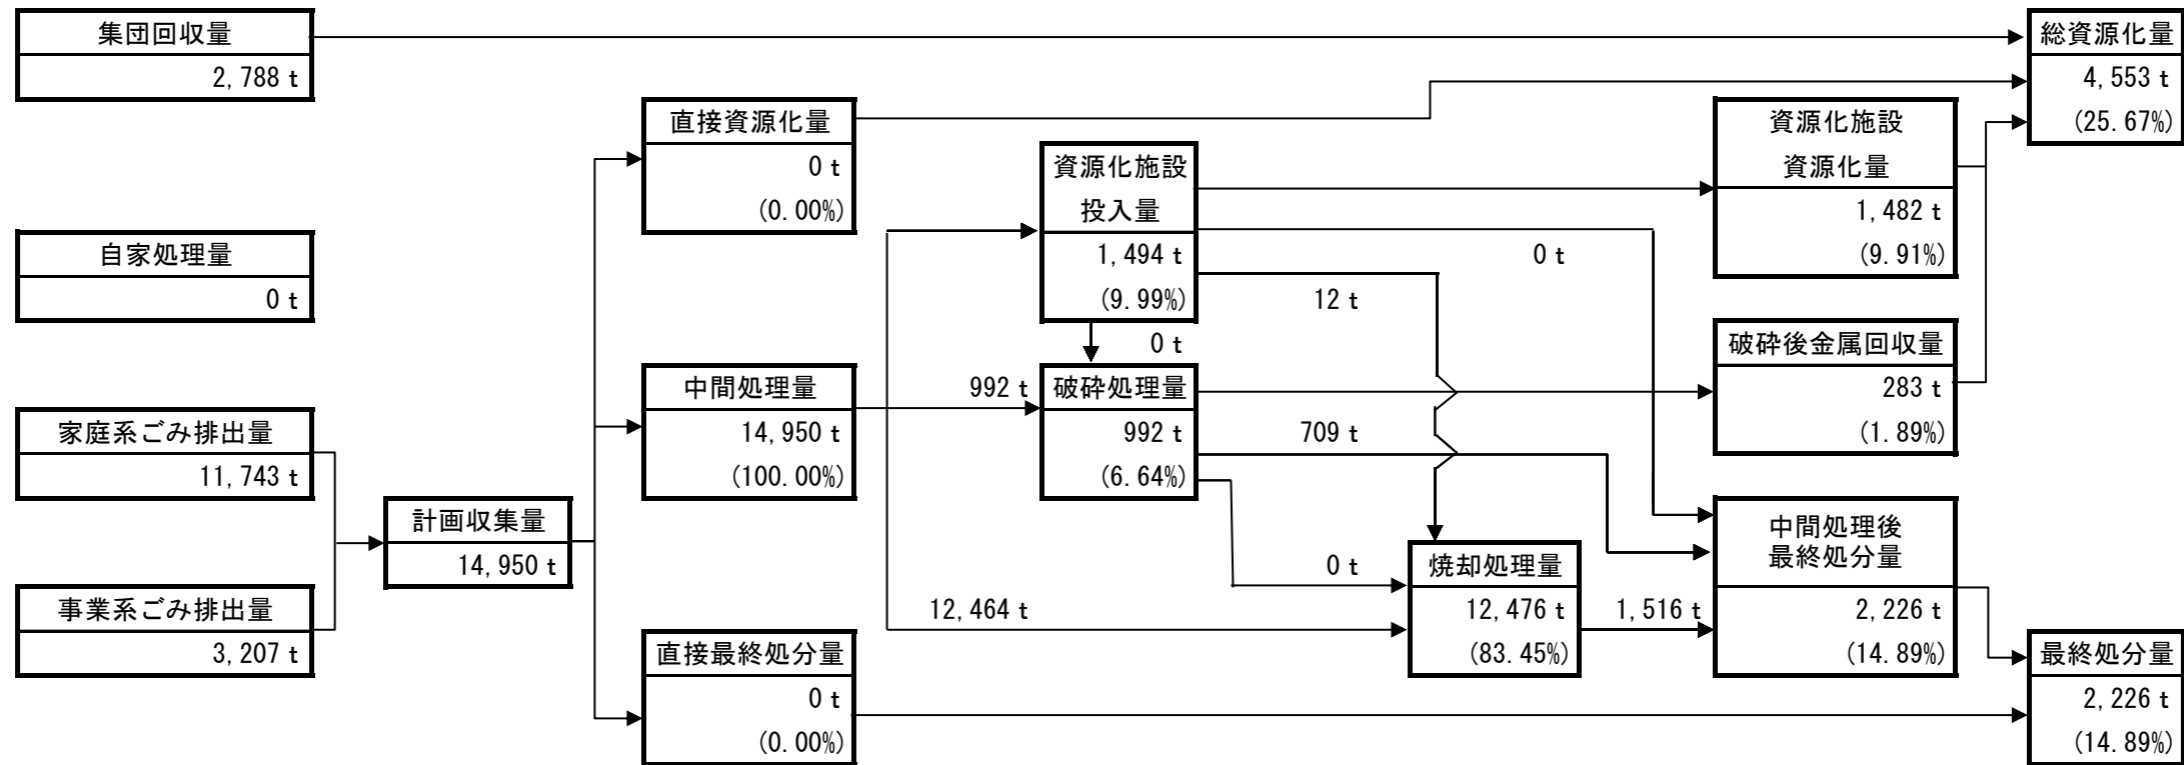 集団回収量
2,788 t
総資源化量
4,553 t
(25.67%)
直接資源化量
0 t
(0.00%)
資源化施設
資源化量
1,482 t
(9.91%)
資源化施設
投入量
1,494 t
(9.99%)
0 t
12 t
0 t
自家処理量
0 t
破砕後金属回収量
283 t
(1.89%)
中間処理量
14,950 t
(100.00%)
992 t
破砕処理量
992 t
(6.64%)
709 t
0 t
家庭系ごみ排出量
11,743 t
計画収集量
14,950 t
事業系ごみ排出量
3,207 t
12,464 t
焼却処理量
12,476 t
(83.45%)
1,516 t
中間処理後
最終処分量
2,226 t
(14.89%)
直接最終処分量
0 t
(0.00%)
最終処分量
2,226 t
(14.89%)